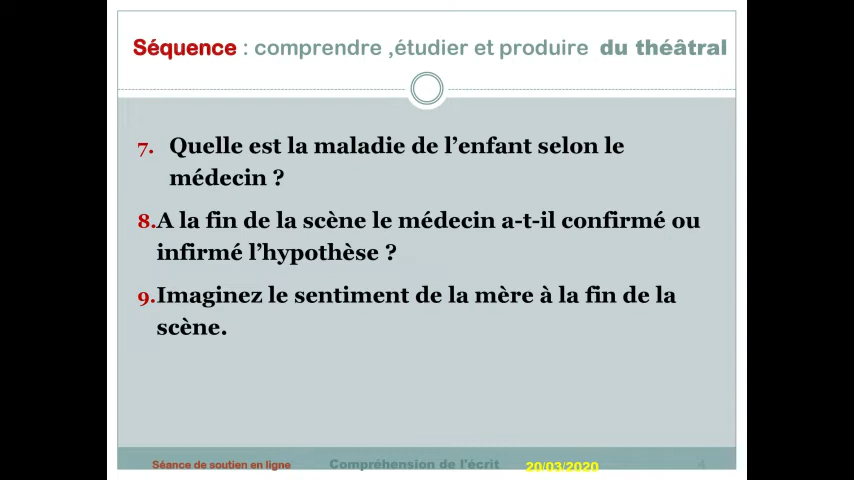 Séquence : comprendre ,étudier et produire du théâtral
7. Quelle est la maladie de l'enfant selon le
médecin ?
8.A la fin de la scène le médecin a-t-il confirmé ou
infirmé l'hypothèse ?
9.Imaginez le sentiment de la mère à la fin de la
scène.
Séance de soutien en ligne Compréhension de l'écrit 20/03/2020 4